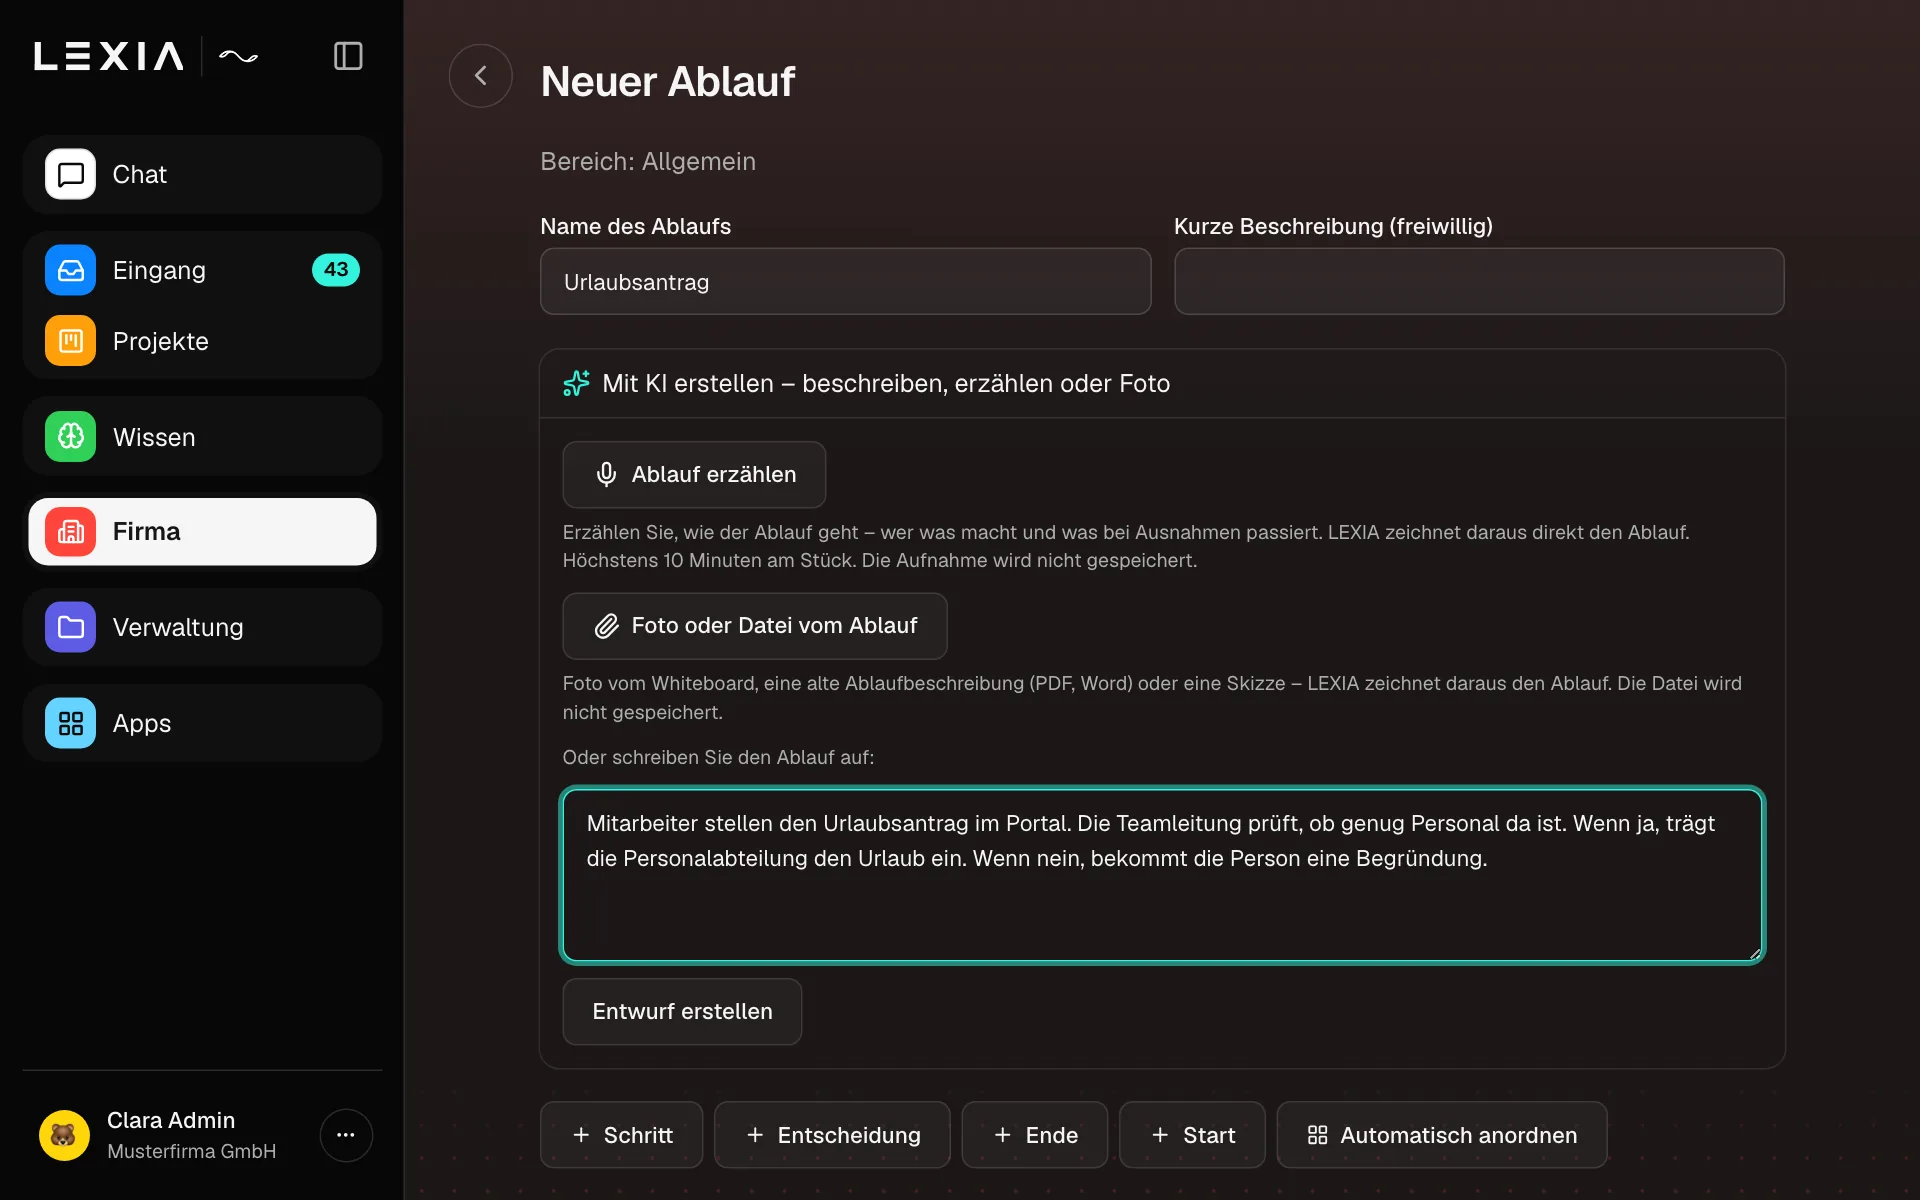 LEXIA
Chat
Eingang 43
Projekte
Wissen
Firma
Verwaltung
Apps
Clara Admin
Musterfirma GmbH
Neuer Ablauf
Bereich: Allgemein
Name des Ablaufs
Urlaubsantrag
Kurze Beschreibung (freiwillig)
Mit KI erstellen – beschreiben, erzählen oder Foto
Ablauf erzählen
Erzählen Sie, wie der Ablauf geht – wer was macht und was bei Ausnahmen passiert. LEXIA zeichnet daraus direkt den Ablauf.
Höchstens 10 Minuten am Stück. Die Aufnahme wird nicht gespeichert.
Foto oder Datei vom Ablauf
Foto vom Whiteboard, eine alte Ablaufbeschreibung (PDF, Word) oder eine Skizze – LEXIA zeichnet daraus den Ablauf. Die Datei wird
nicht gespeichert.
Oder schreiben Sie den Ablauf auf:
Mitarbeiter stellen den Urlaubsantrag im Portal. Die Teamleitung prüft, ob genug Personal da ist. Wenn ja, trägt
die Personalabteilung den Urlaub ein. Wenn nein, bekommt die Person eine Begründung.
Entwurf erstellen
+ Schritt
+ Entscheidung
+ Ende
+ Start
Automatisch anordnen